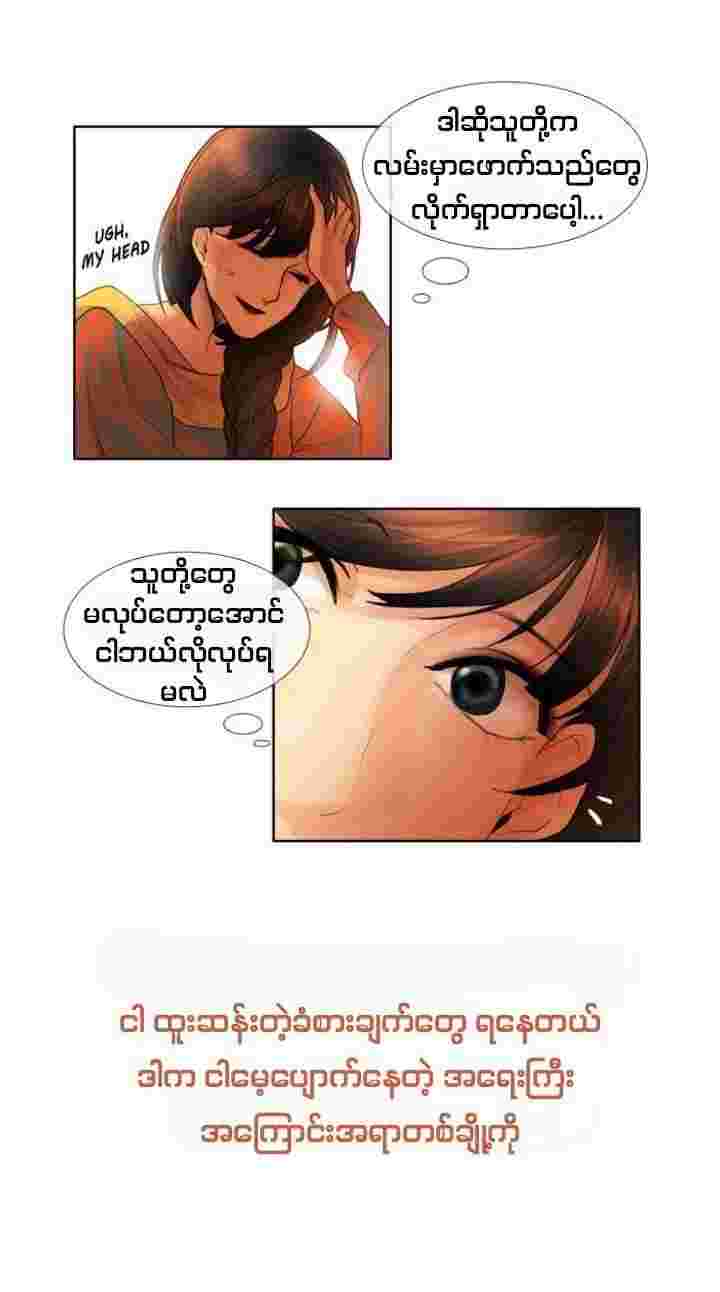 ဒါဆိုသူတို့က
လမ်းမှာဖောက်သည်တွေ
လိုက်ရှာတာပေါ့...
UGH,
MY HEAD
သူတို့တွေ
မလုပ်တော့အောင်
ငါဘယ်လိုလုပ်ရ
မလဲ
ငါ ထူးဆန်းတဲ့ခံစားချက်တွေ ရနေတယ်
ဒါက ငါမေ့ပျောက်နေတဲ့ အရေးကြီး
အကြောင်းအရာတစ်ချို့ကို